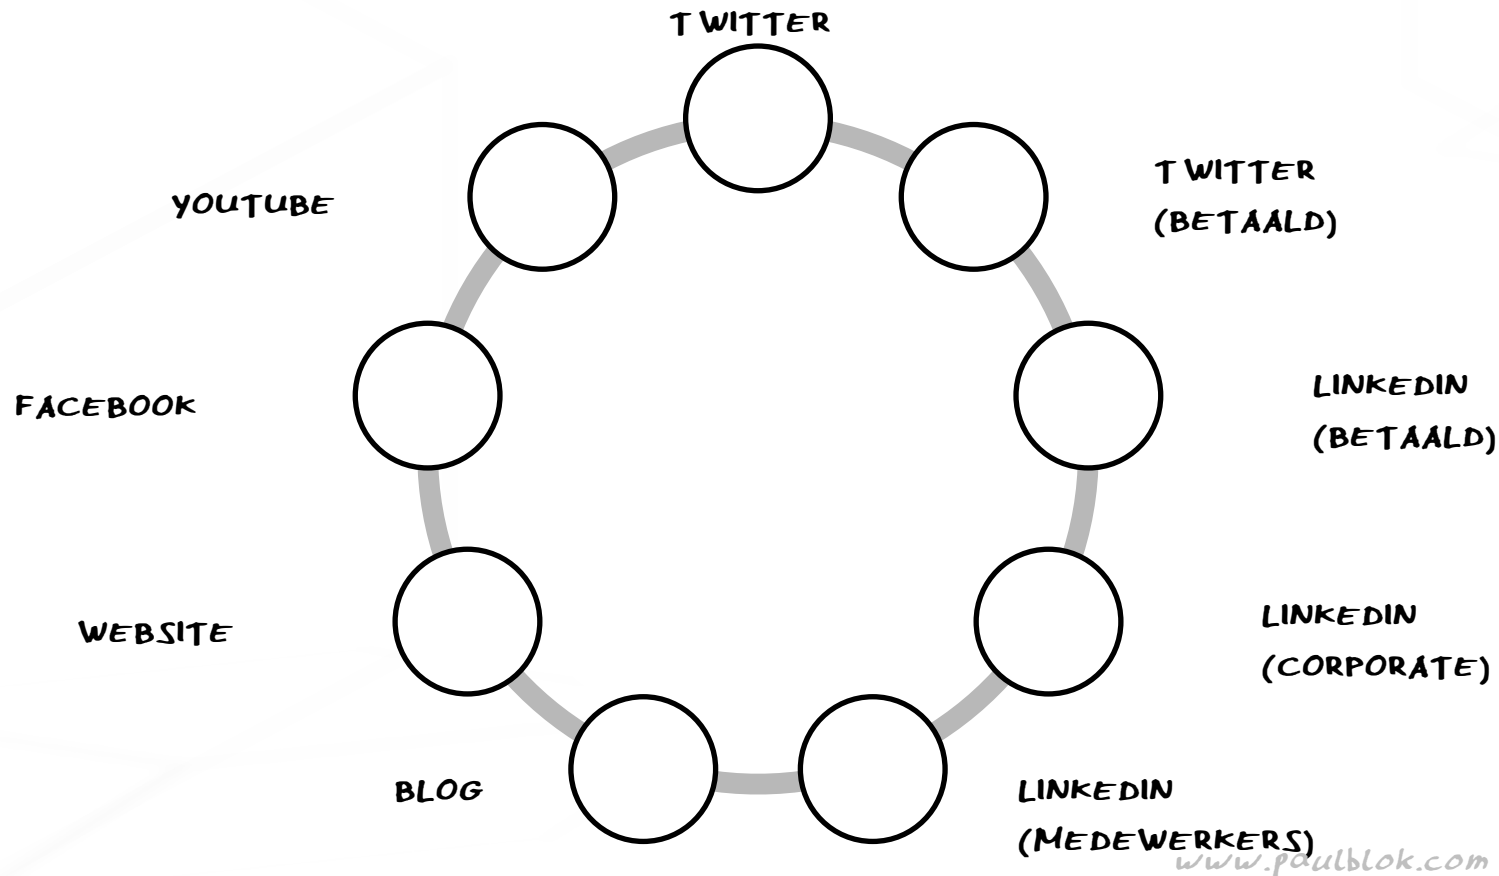 TWITTER
TWITTER
(BETAALD)
YOUTUBE
LINKEDIN
(BETAALD)
FACEBOOK
LINKEDIN
(CORPORATE)
WEBSITE
BLOG
LINKEDIN
(MEDEWERKERS)
www.paulblok.com